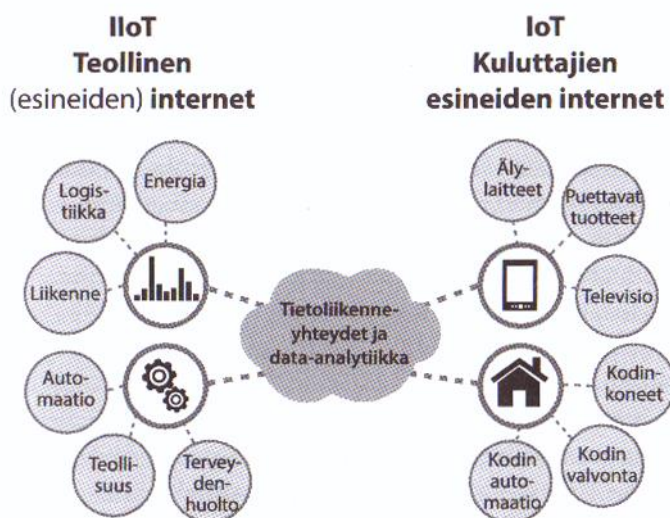 IIoT
Teollinen
(esineiden) internet
IoT
Kuluttajien
esineiden internet
Logis-
tiikka
Energia
Liikenne
Auto-
maatio
Teolli-
suus
Tervey-
den-
huolto
Tietoliikenne-
yhteydet ja
data-analytiikka
Äly-
laitteet
Puettavat
tuotteet
Televisio
Kodin-
koneet
Kodin
valvonta
Kodin
auto-
maatio